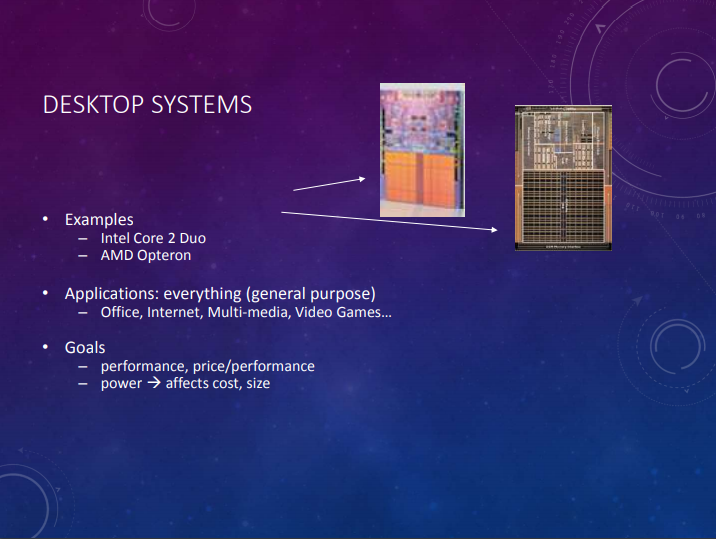 DESKTOP SYSTEMS
• Examples
– Intel Core 2 Duo
– AMD Opteron
• Applications: everything (general purpose)
– Office, Internet, Multi-media, Video Games…
• Goals
– performance, price/performance
– power → affects cost, size